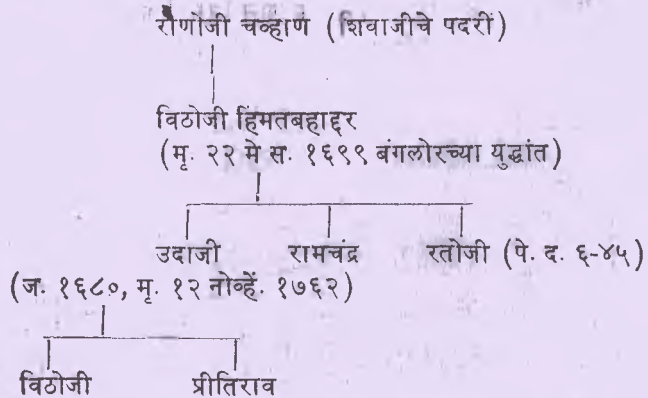 राणोजी चव्हाण (शिवाजीचे पदरीं)
विठोजी हिंमतबहाद्दर
(मृ. २२ मे स. १६९९ बंगलोरच्या युद्धांत)
उदाजी रामचंद्र रतोजी (पे. द. ६-४५)
(ज. १६८०, मृ. १२ नोव्हें. १७६२)
विठोजी प्रीतिराव